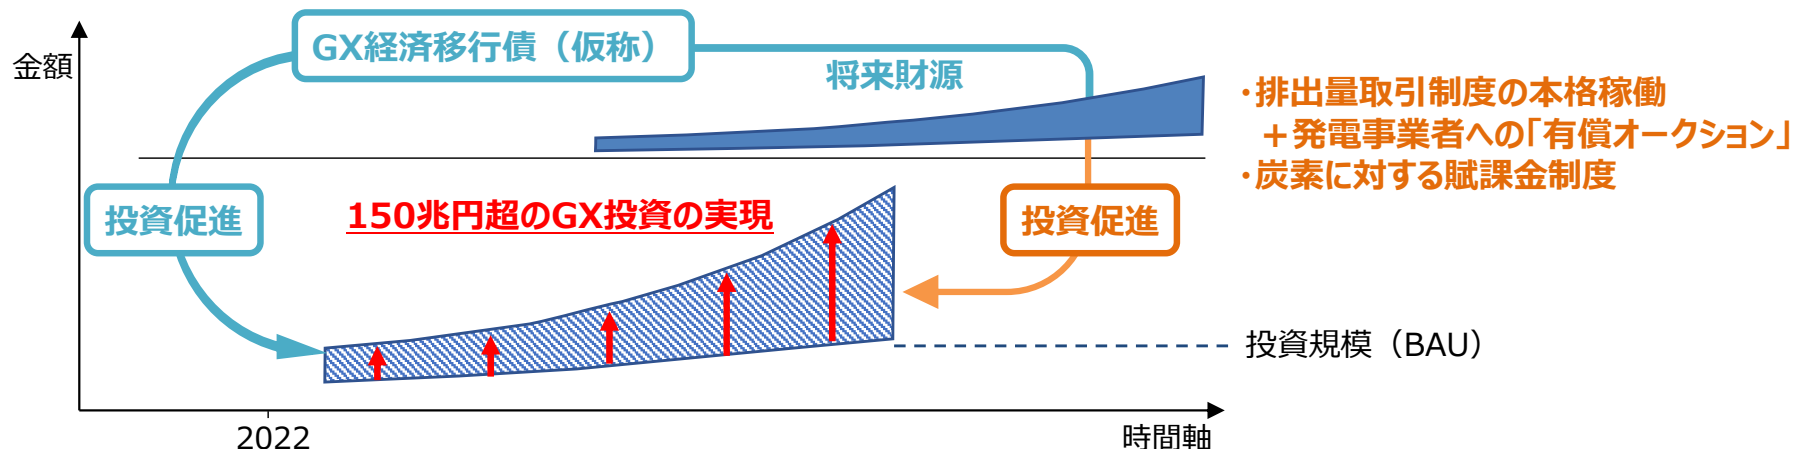 金額
GX経済移行債（仮称）
将来財源
・排出量取引制度の本格稼働
＋発電事業者への「有償オークション」
・炭素に対する賦課金制度
投資促進
150兆円超のGX投資の実現
投資促進
投資規模（BAU）
2022
時間軸